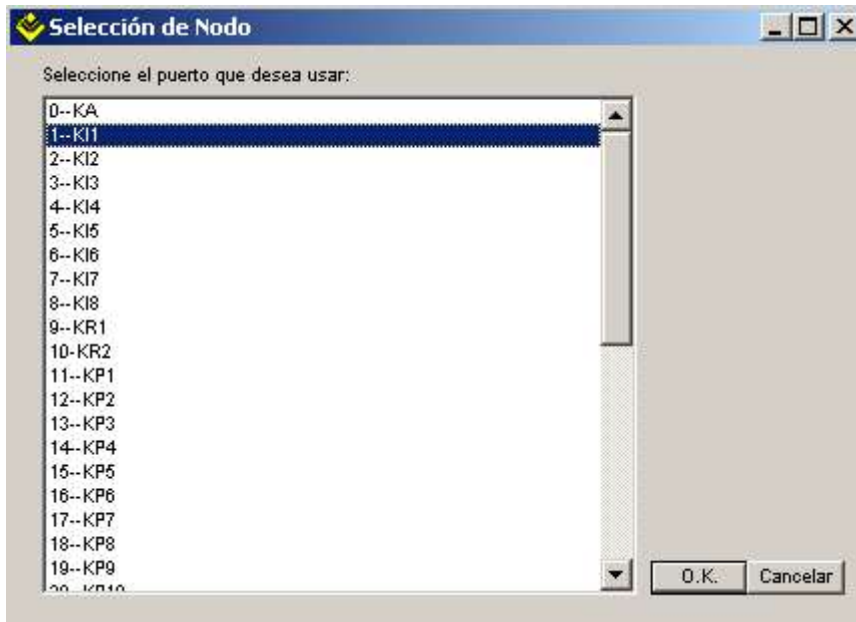 Selección de Nodo
Seleccione el puerto que desea usar:
0--KA
1--KI1
2--KI2
3--KI3
4--KI4
5--KI5
6--KI6
7--KI7
8--KI8
9--KR1
10-KR2
11--KP1
12--KP2
13--KP3
14--KP4
15--KP5
16--KP6
17--KP7
18--KP8
19--KP9
20--KP10
O.K. Cancelar